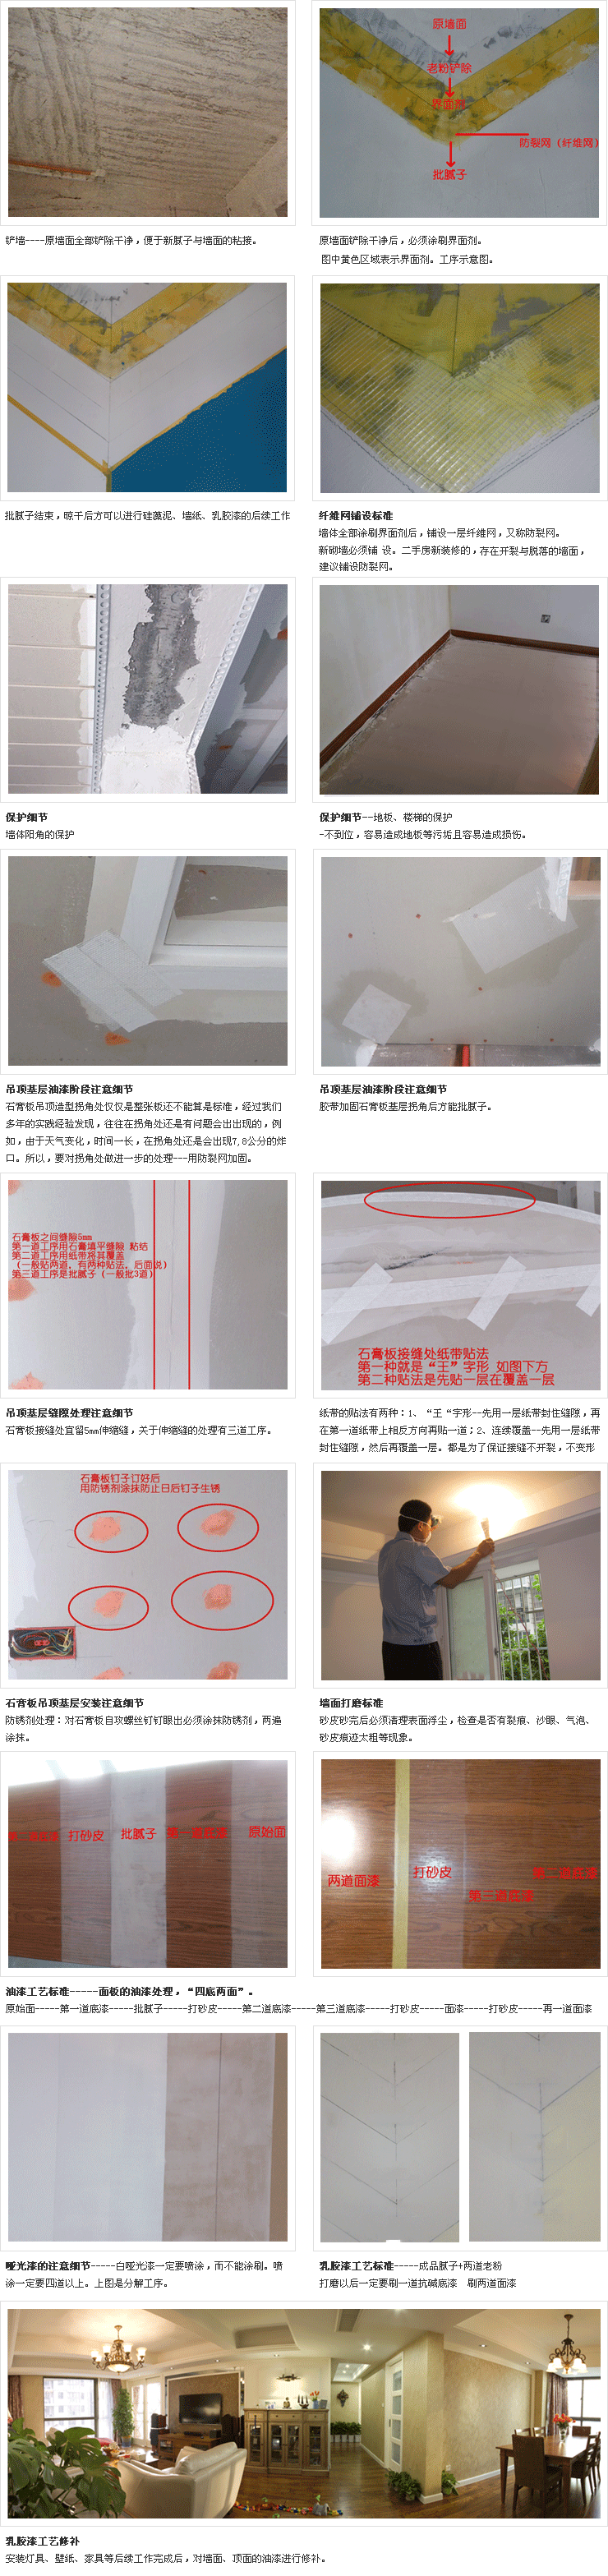 原墙面
老粉铲除
界面剂
防裂网（纤维网）
批腻子
铲墙----原墙面全部铲除干净，便于新腻子与墙面的粘接。
原墙面铲除干净后，必须涂刷界面剂。
图中黄色区域表示界面剂。工序示意图。
批腻子结束，晾干后方可以进行硅藻泥、墙纸、乳胶漆的后续工作
纤维网铺设标准
墙体全部涂刷界面剂后，铺设一层纤维网，又称防裂网。
新砌墙必须铺 设。二手房新装修的，存在开裂与脱落的墙面，
建议铺设防裂网。
保护细节
墙体阳角的保护
保护细节--地板、楼梯的保护
-不到位，容易造成地板等污垢且容易造成损伤。
吊顶基层油漆阶段注意细节
石膏板吊顶造型拐角处仅仅是整张板还不能算是标准，经过我们
多年的实践经验发现，往往在拐角处还是有问题会出出现的，例
如，由于天气变化，时间一长，在拐角处还是会出现7,8公分的炸
口。所以，要对拐角处做进一步的处理---用防裂网加固。
吊顶基层油漆阶段注意细节
胶带加固石膏板基层拐角后方能批腻子。
石膏板之间缝隙5mm
第一道工序用石膏填平缝隙 粘结
第二道工序用纸带将其覆盖
（一般贴两道，有两种贴法，后面说）
第三道工序是批腻子（一般批3道）
吊顶基层缝隙处理注意细节
石膏板接缝处宜留5mm伸缩缝，关于伸缩缝的处理有三道工序。
石膏板接缝处纸带贴法
第一种就是“王”字形 如图下方
第二种贴法是先贴一层在覆盖一层
纸带的贴法有两种：1、“王“字形--先用一层纸带封住缝隙，再
在第一道纸带上相反方向再贴一道；2、连续覆盖--先用一层纸带
封住缝隙，然后再覆盖一层。都是为了保证接缝不开裂，不变形
石膏板钉子订好后
用防锈剂涂抹防止日后钉子生锈
石膏板吊顶基层安装注意细节
防锈剂处理：对石膏板自攻螺丝钉钉眼出必须涂抹防锈剂，两遍
涂抹。
墙面打磨标准
砂皮砂完后必须清理表面浮尘，检查是否有裂痕、沙眼、气泡、
砂皮痕迹太粗等现象。
第二道底漆 打砂皮 批腻子 第一道底漆 原始面
两道面漆 打砂皮 第三道底漆 第二道底漆
油漆工艺标准-----面板的油漆处理，“四底两面”。
原始面-----第一道底漆-----批腻子-----打砂皮-----第二道底漆-----第三道底漆-----打砂皮-----面漆-----打砂皮-----再一道面漆
哑光漆的注意细节-----白哑光漆一定要喷涂，而不能涂刷。喷
涂一定要四道以上。上图是分解工序。
乳胶漆工艺标准-----成品腻子+两道老粉
打磨以后一定要刷一道抗碱底漆 刷两道面漆
乳胶漆工艺修补
安装灯具、壁纸、家具等后续工作完成后，对墙面、顶面的油漆进行修补。